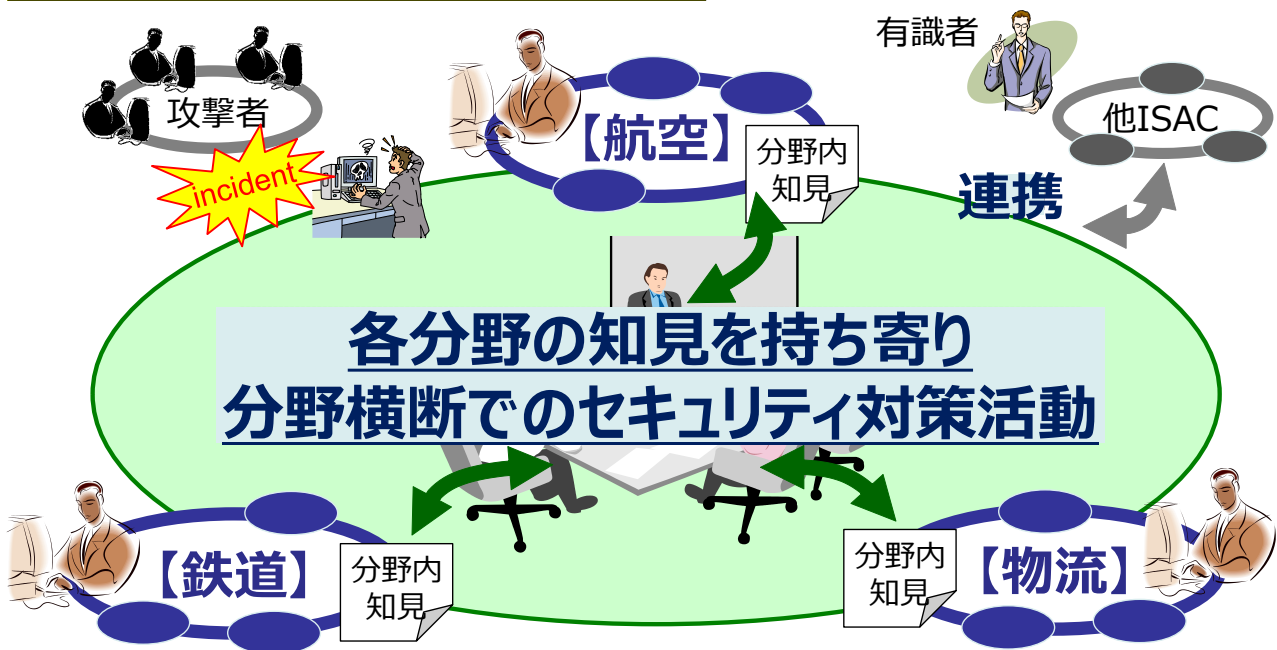 有識者
攻撃者
他ISAC
【航空】
分野内
知見
incident
連携
各分野の知見を持ち寄り
分野横断でのセキュリティ対策活動
【鉄道】
分野内
知見
分野内
知見
【物流】